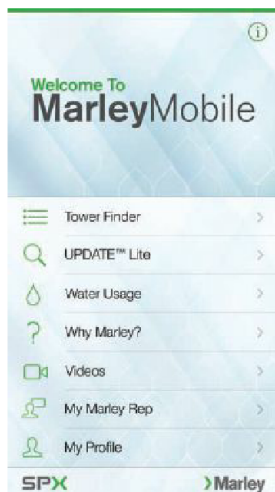 Welcome To
MarleyMobile
Tower Finder
UPDATE™ Lite
Water Usage
Why Marley?
Videos
My Marley Rep
My Profile
SPX Marley